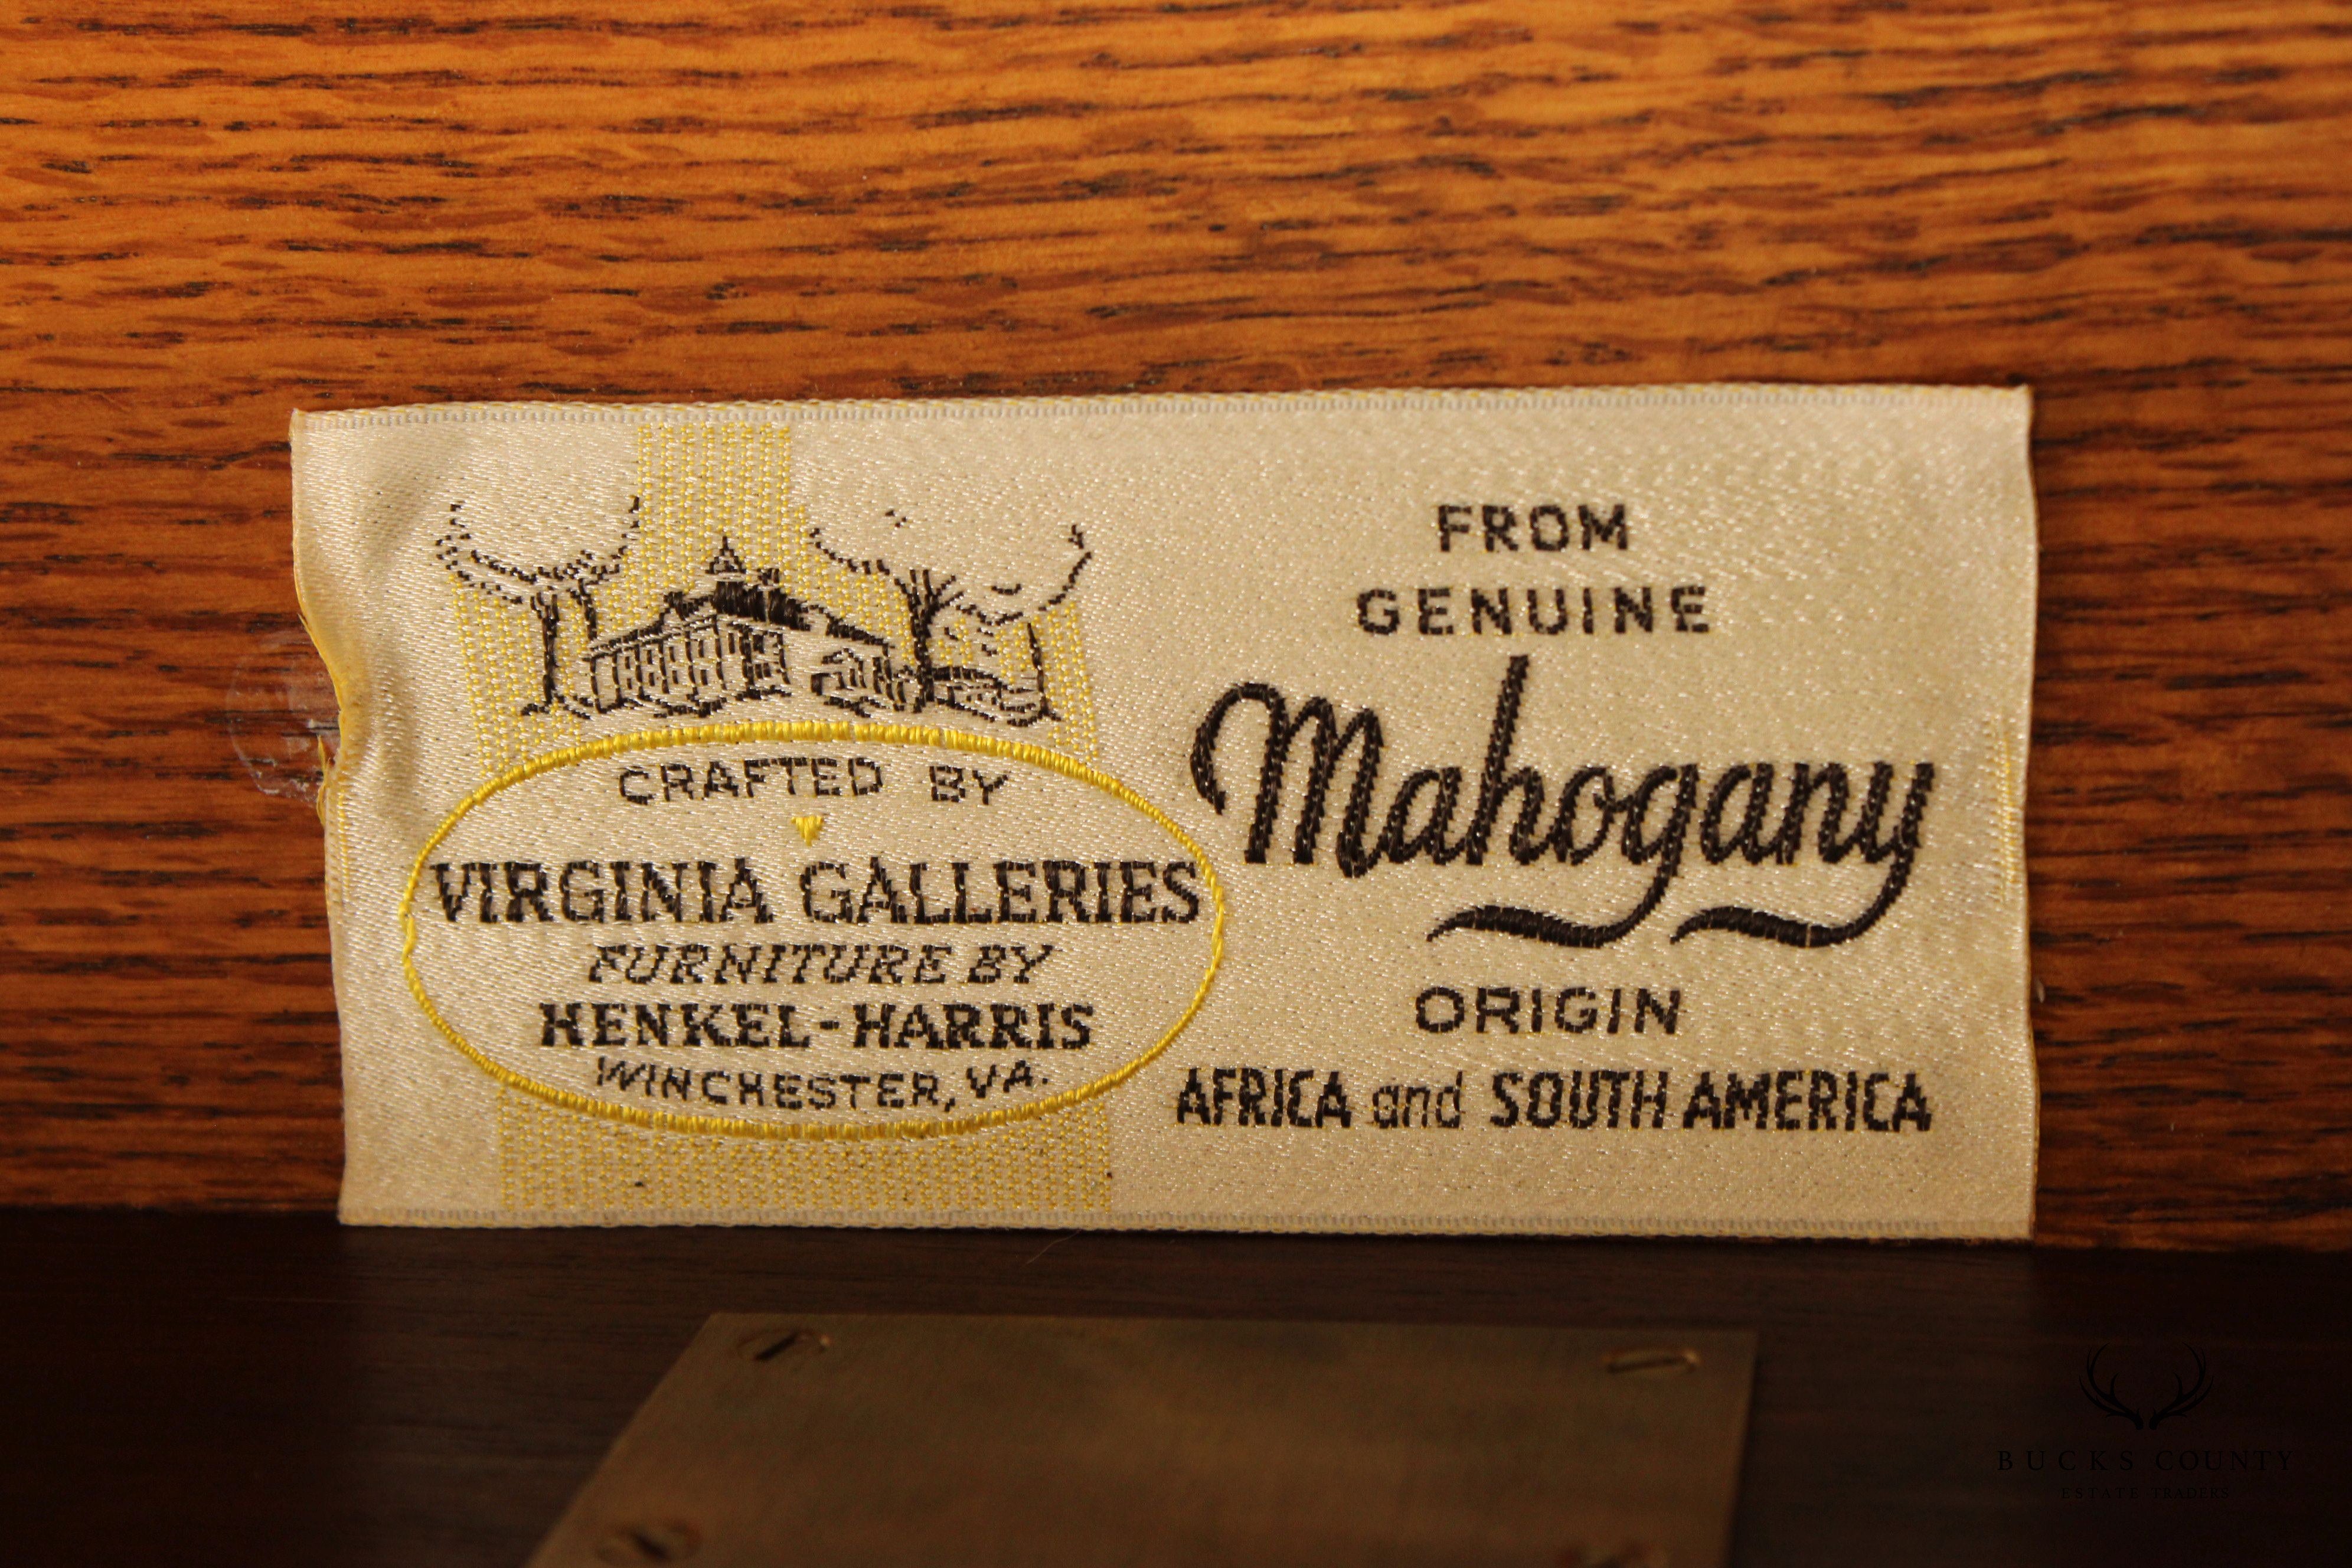 CRAFTED BY
VIRGINIA GALLERIES
FURNITURE BY
HENKEL-HARRIS
WINCHESTER, VA.
FROM
GENUINE
Mahogany
ORIGIN
AFRICA and SOUTH AMERICA
BUCKS COUNTY
ESTATE TRADERS